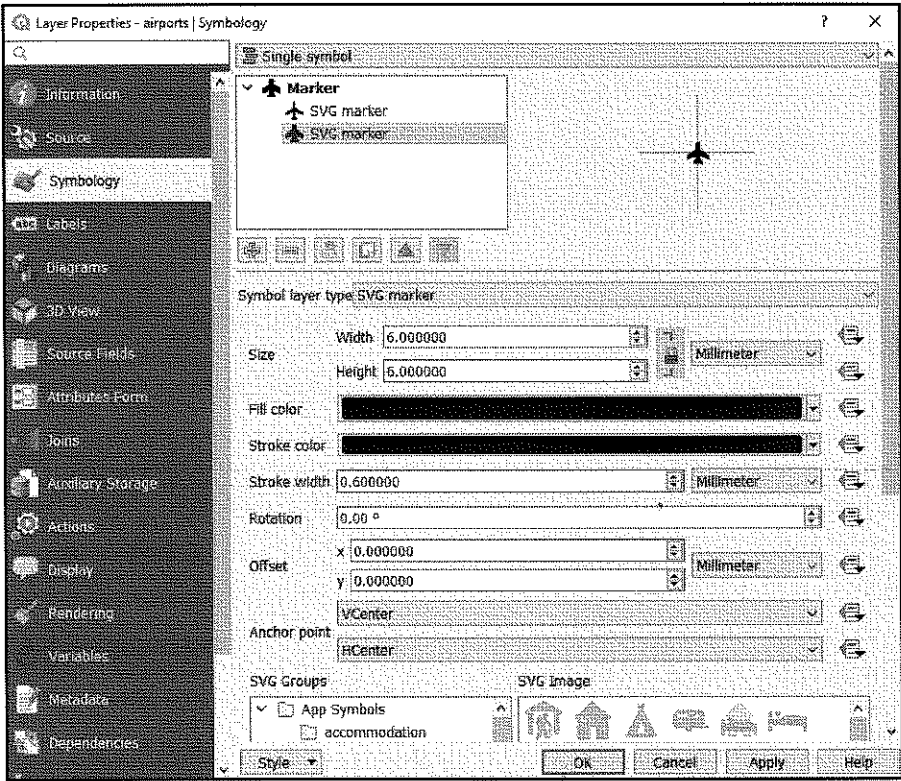 Layer Properties - airports | Symbology
? X
Single symbol
Information
Source
Symbology
Labels
Diagrams
3D View
Source Fields
Attributes Form
Joins
Auxiliary Storage
Actions
Display
Rendering
Variables
Metadata
Dependencies
Marker
SVG marker
SVG marker
Symbol layer type SVG marker
Size
Width 6.000000
Height 6.000000
Millimeter
Fill color
Stroke color
Stroke width 0.600000 Millimeter
Rotation 0.00 °
Offset
x 0.000000
y 0.000000
Millimeter
Anchor point
VCenter
HCenter
SVG Groups
App Symbols
accommodation
SVG Image
Style
OK Cancel Apply Help